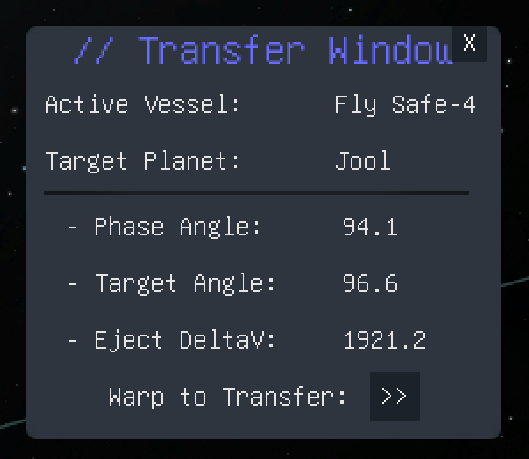 // Transfer Window
X
Active Vessel: Fly Safe-4
Target Planet: Jool
- Phase Angle: 94.1
- Target Angle: 96.6
- Eject DeltaV: 1921.2
Warp to Transfer: >>